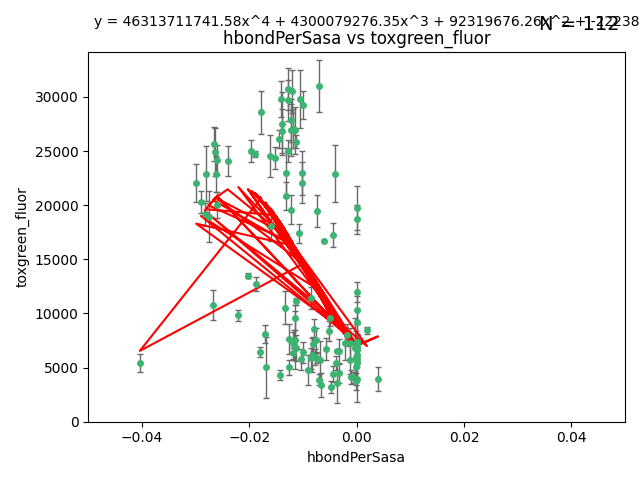 y = 46313711741.58x^4 + 4300079276.35x^3 + 92319676.26x^2 + -22238
N = 112
hbondPerSasa vs toxgreen_fluor
30000
25000
20000
15000
10000
5000
0
toxgreen_fluor
−0.04
−0.02
0.00
0.02
0.04
hbondPerSasa